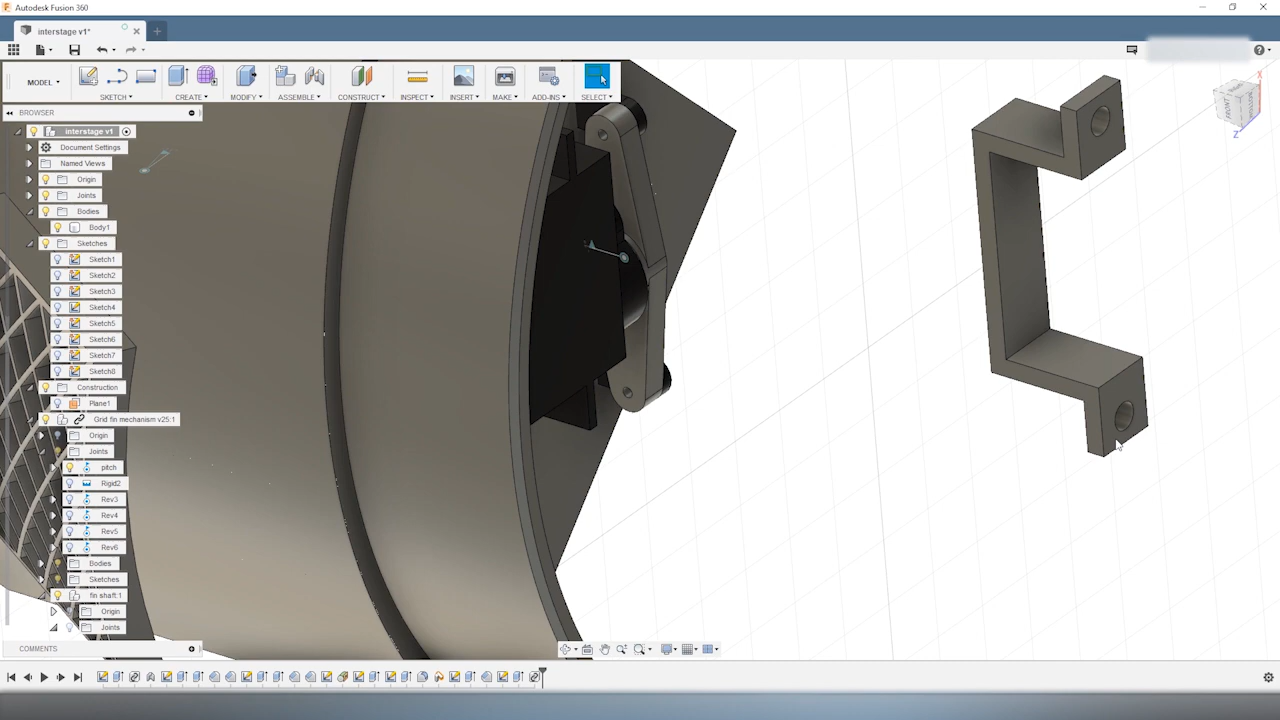 Autodesk Fusion 360
interstage v1*
MODEL
SKETCH
CREATE
MODIFY
ASSEMBLE
CONSTRUCT
INSPECT
INSERT
MAKE
ADD-INS
SELECT
BROWSER
interstage v1
Document Settings
Named Views
Origin
Joints
Bodies
Body1
Sketches
Sketch1
Sketch2
Sketch3
Sketch4
Sketch5
Sketch6
Sketch7
Sketch8
Construction
Plane1
Grid fin mechanism v25:1
Origin
Joints
pitch
Rigid2
Rev3
Rev4
Rev5
Rev6
Bodies
Sketches
fin shaft:1
Origin
Joints
COMMENTS
X
FRONT
Z